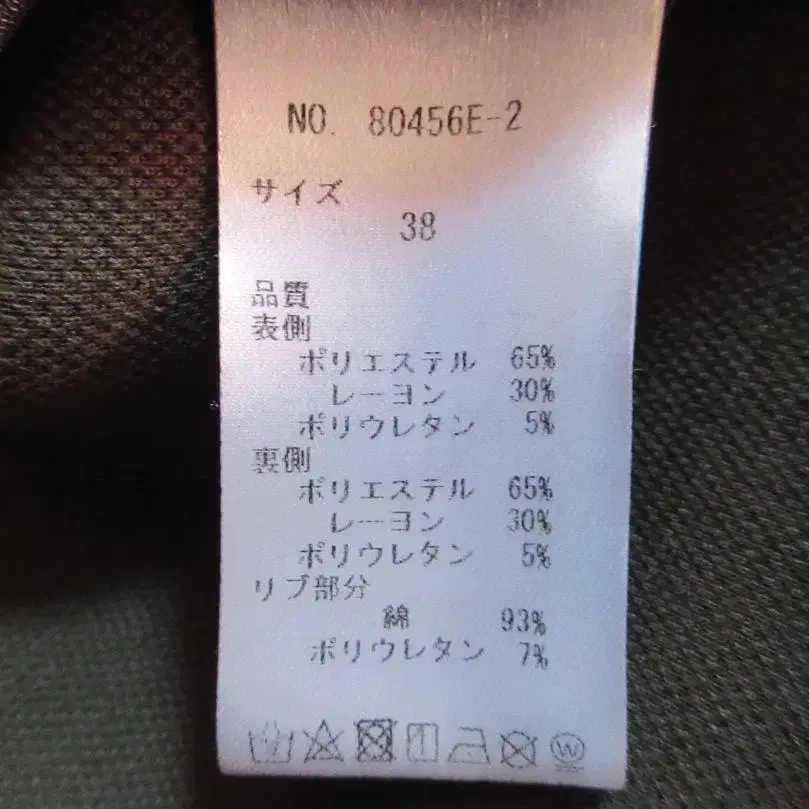 NO. 80456E-2
サイズ
38
品質
表側
ポリエステル 65%
レーヨン 30%
ポリウレタン 5%
裏側
ポリエステル 65%
レーヨン 30%
ポリウレタン 5%
リブ部分
綿 93%
ポリウレタン 7%
W